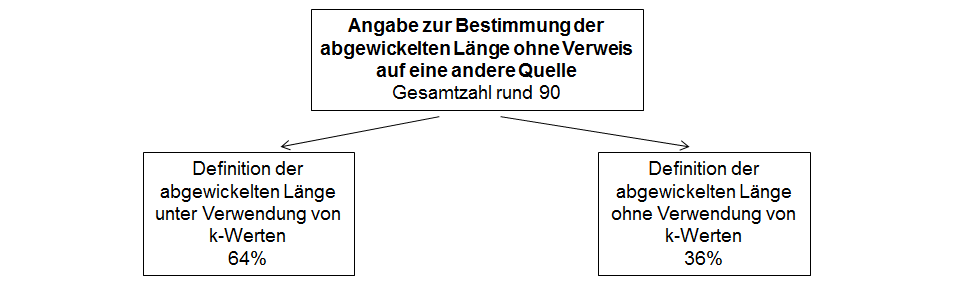 Angabe zur Bestimmung der
abgewickelten Länge ohne Verweis
auf eine andere Quelle
Gesamtzahl rund 90
Definition der
abgewickelten Länge
unter Verwendung von
k-Werten
64%
Definition der
abgewickelten Länge
ohne Verwendung von
k-Werten
36%